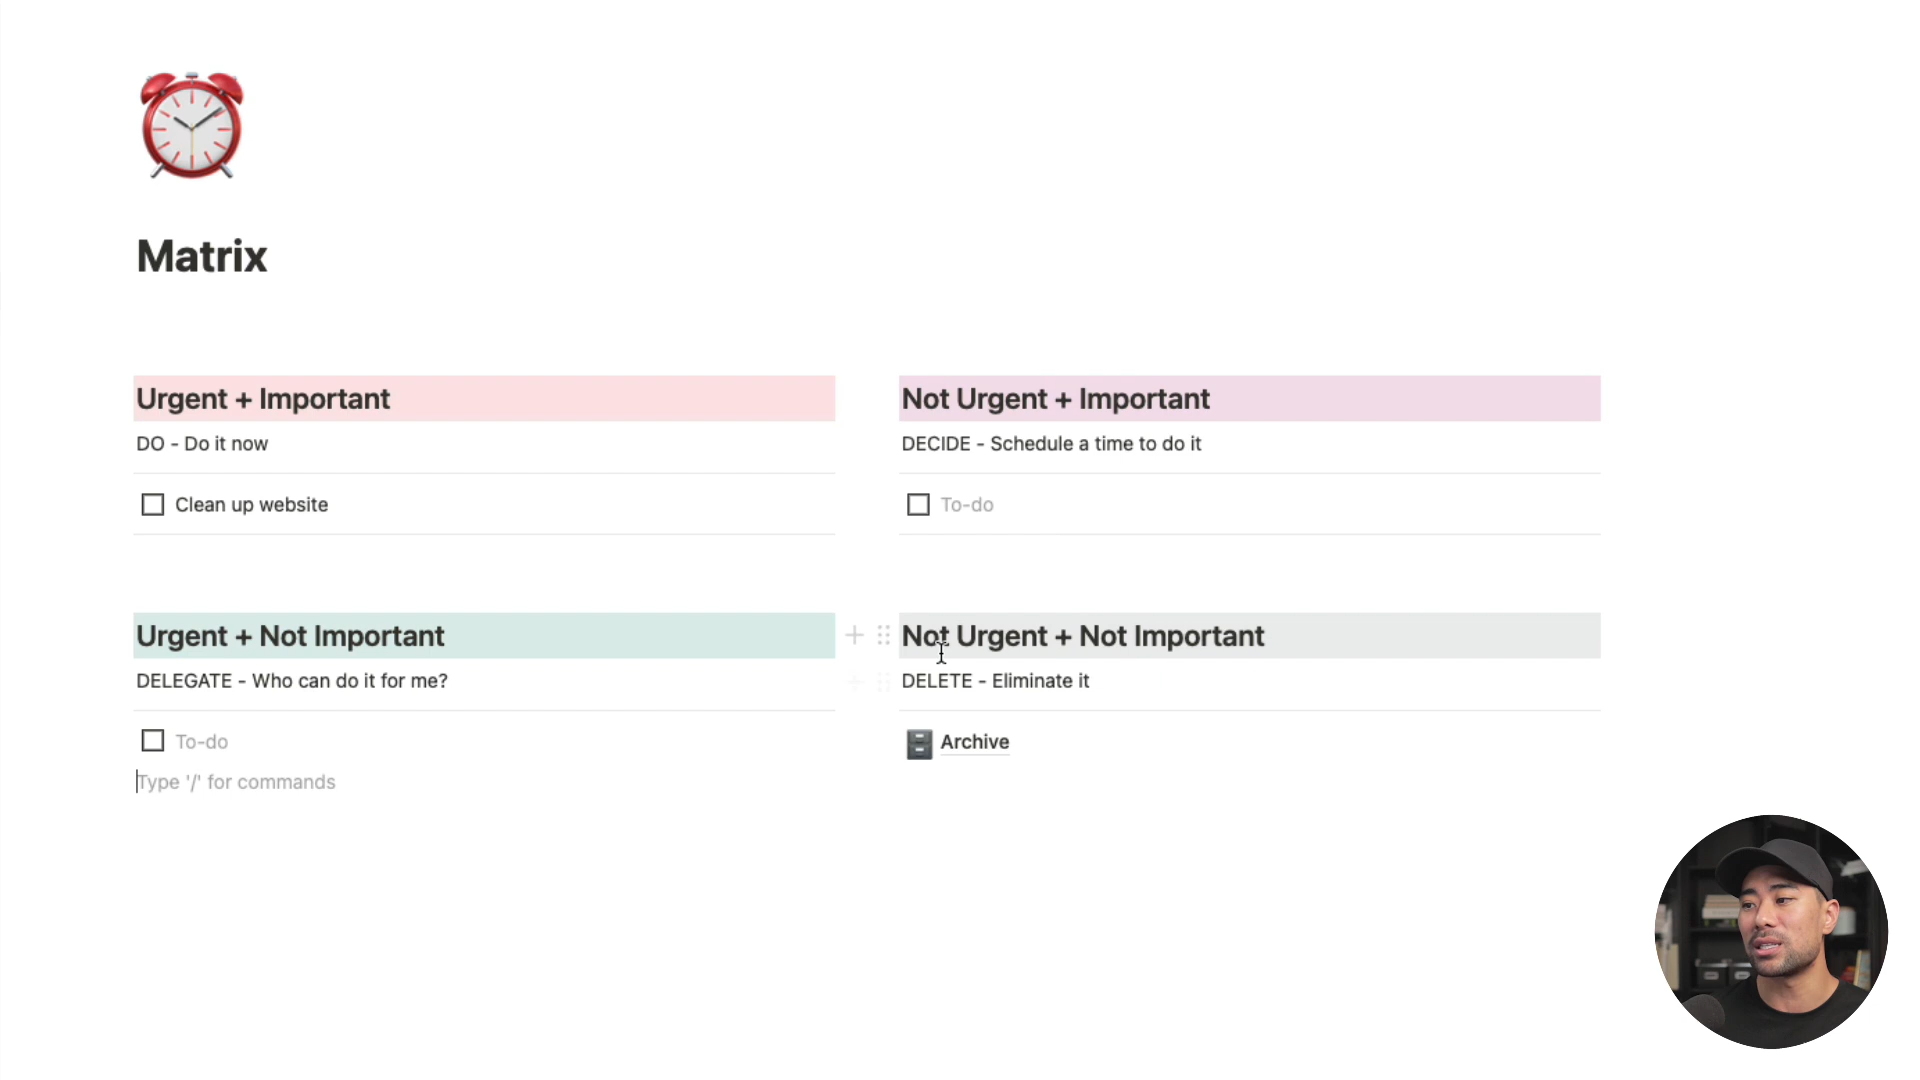 Matrix
Urgent + Important
DO - Do it now
Clean up website
Not Urgent + Important
DECIDE - Schedule a time to do it
To-do
Urgent + Not Important
DELEGATE - Who can do it for me?
To-do
Type '/' for commands
Not Urgent + Not Important
DELETE - Eliminate it
Archive